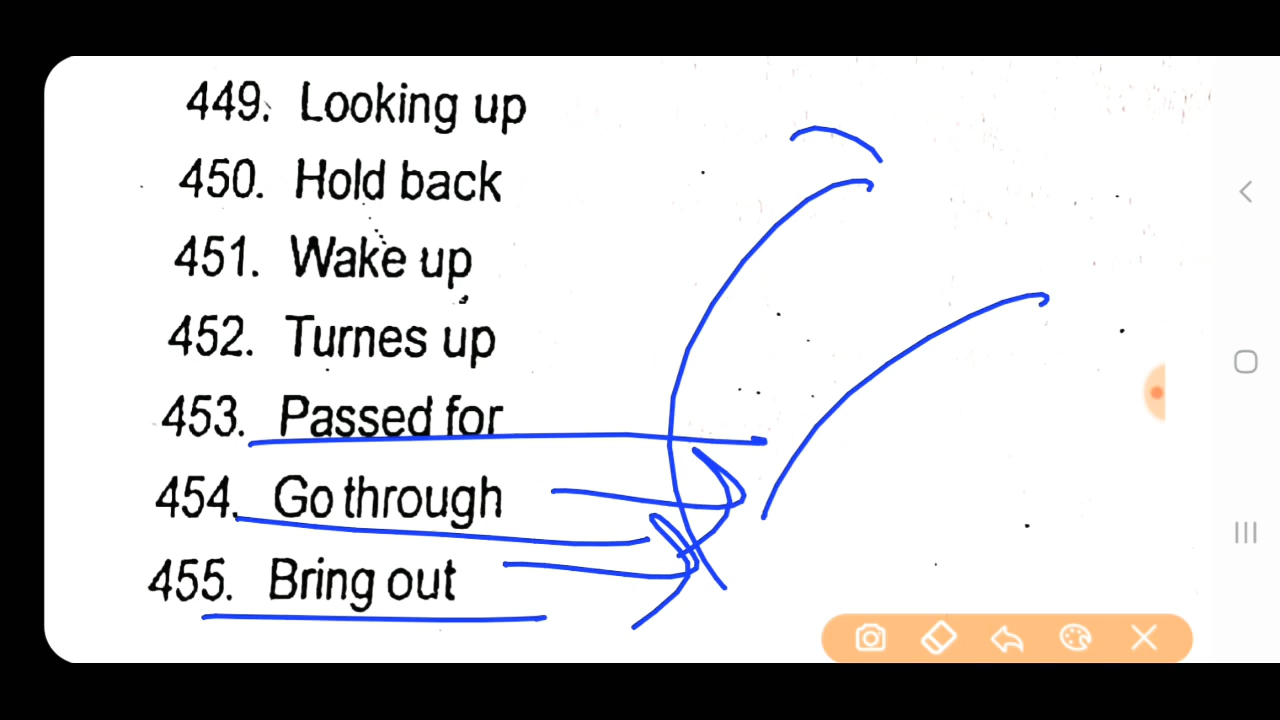 449. Looking up
450. Hold back
451. Wake up
452. Turnes up
453. Passed for
454. Go through
455. Bring out